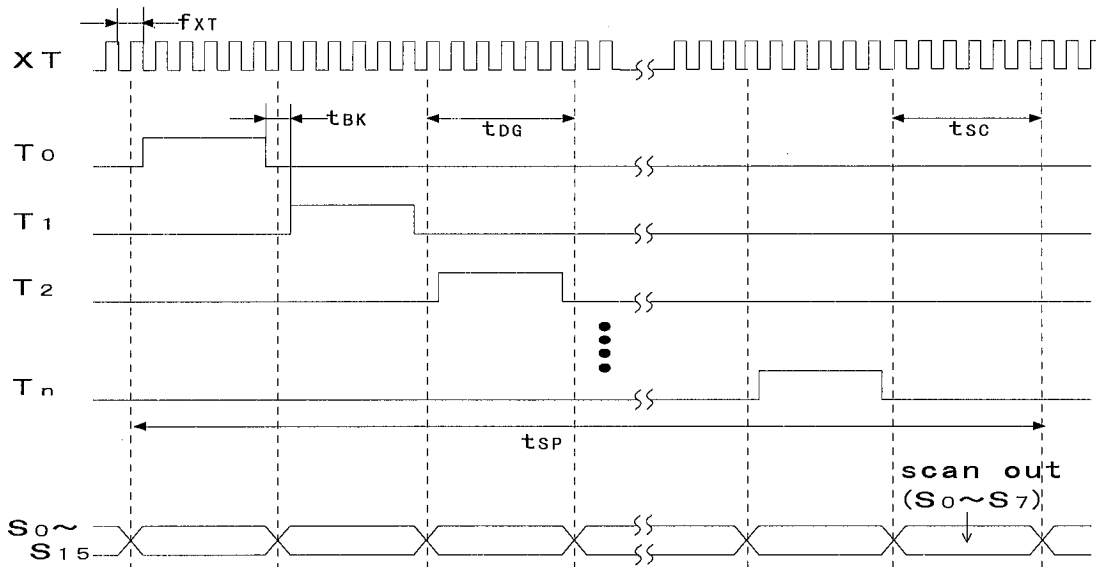 fXT
XT
tBK
tDG
tSC
T0
T1
T2
Tn
tSP
scan out
(S0~S7)
S0~
S15